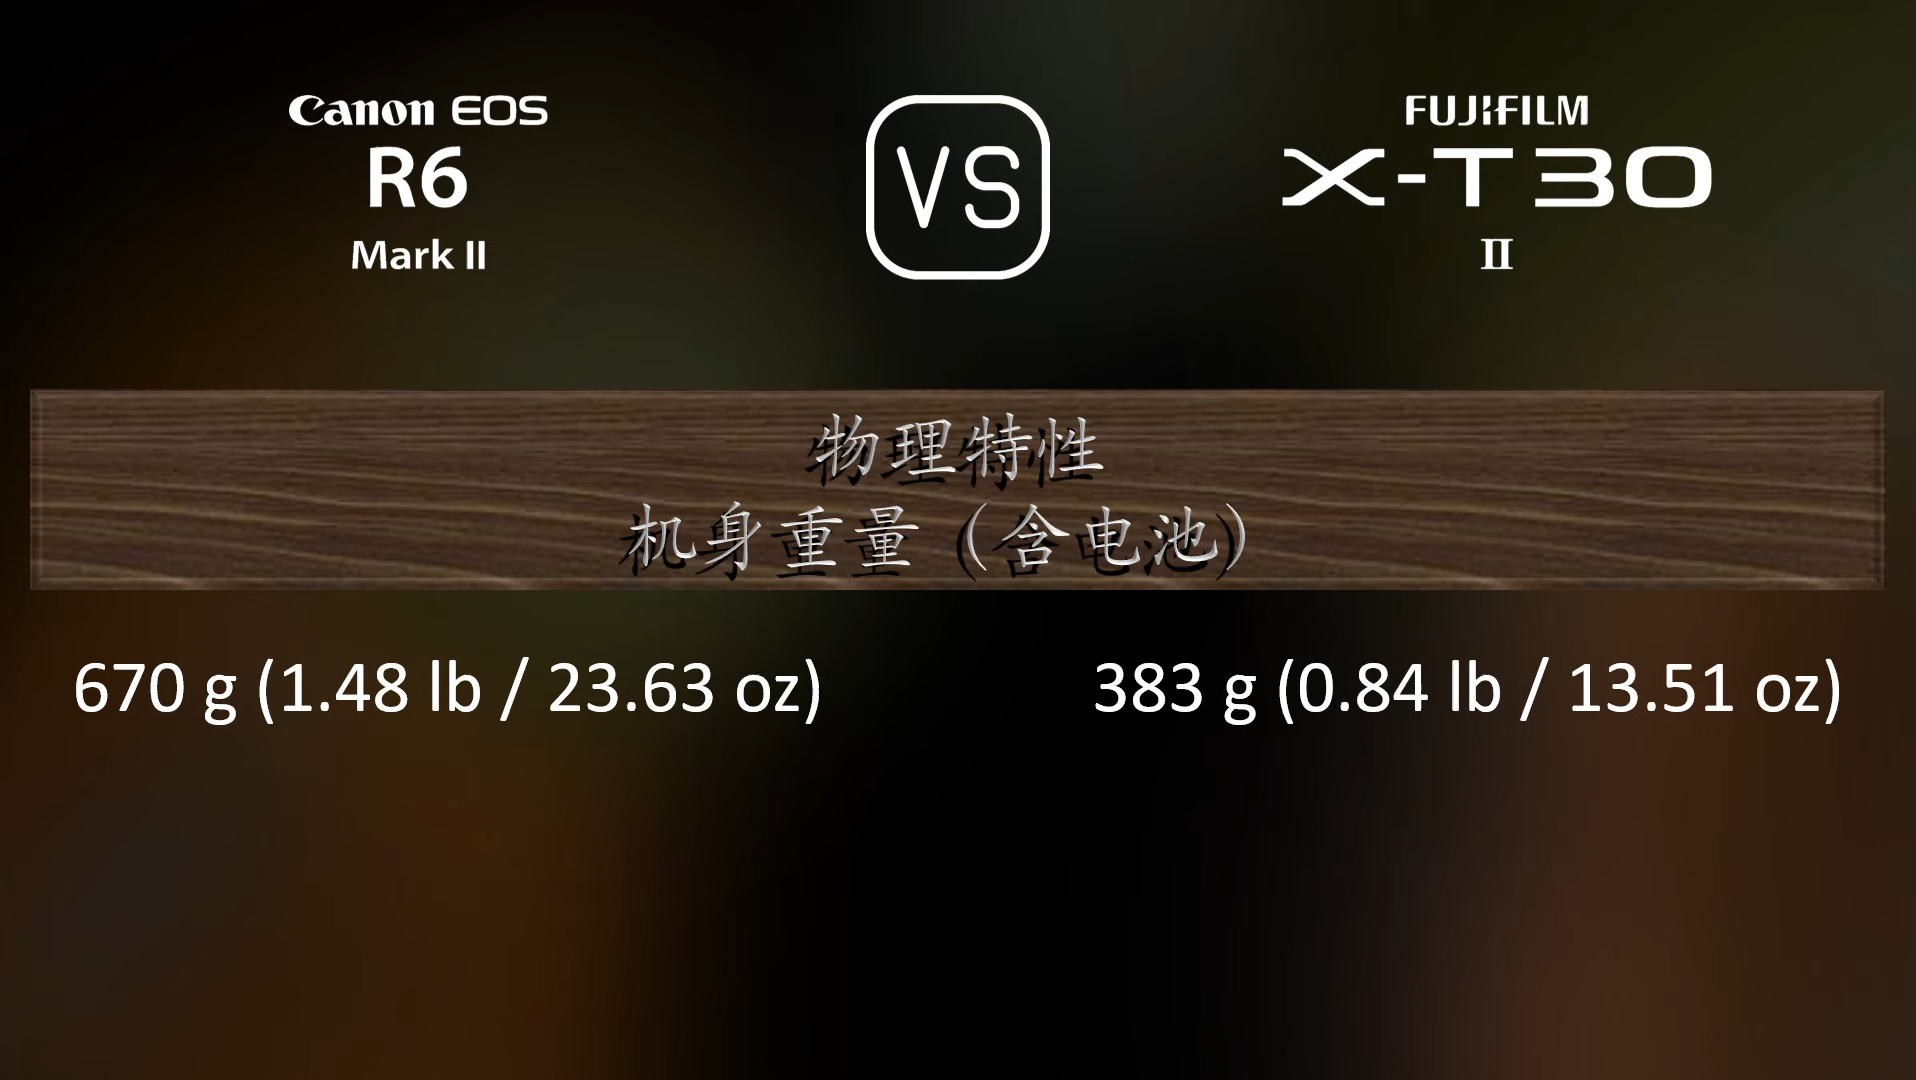 Canon EOS
R6
Mark II
VS
FUJIFILM
X-T30
II
物理特性
机身重量（含电池）
670 g (1.48 lb / 23.63 oz)
383 g (0.84 lb / 13.51 oz)